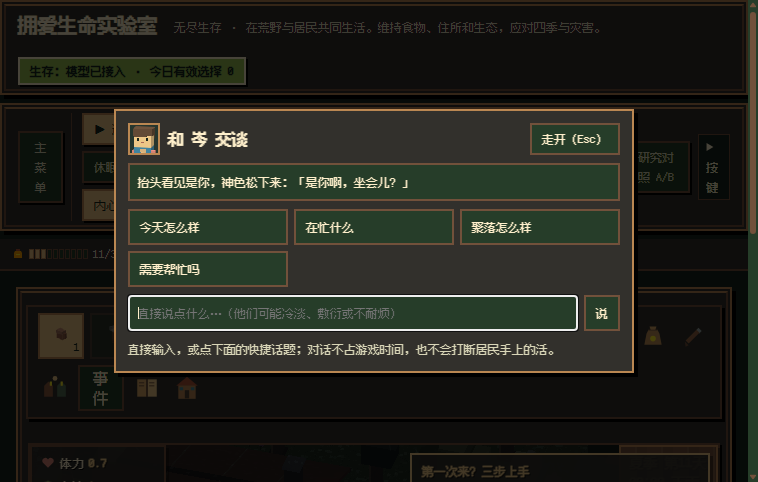 拥爱生命实验室 无尽生存 · 在荒野与居民共同生活。维持食物、住所和生态，应对四季与灾害。
生存：模型已接入 · 今日有效选择 0
主菜单
休眠
内心
和 岑 交谈
走开（Esc）
抬头看见是你，神色松下来：「是你啊，坐会儿？」
今天怎么样
在忙什么
聚落怎么样
需要帮忙吗
直接说点什么…（他们可能冷淡、敷衍或不耐烦）
说
直接输入，或点下面的快捷话题；对话不占游戏时间，也不会打断居民手上的活。
研究对照 A/B
▶ 按键
11/3
1
事件
体力 0.7
第一次来？三步上手